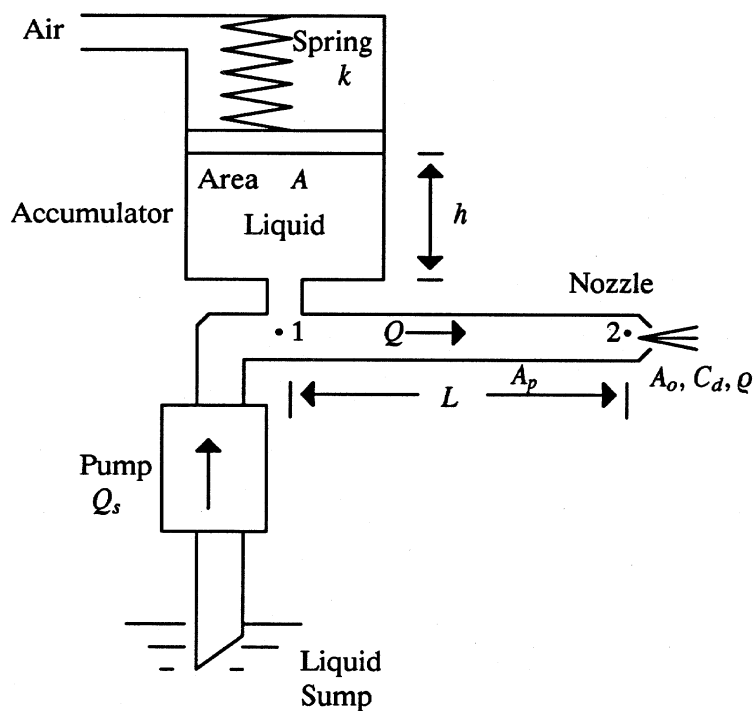 Air
Spring
k
Area A
Accumulator
Liquid
h
Nozzle
1
Q
2
A_p
A_o, C_d, ϱ
L
Pump
Q_s
Liquid
Sump